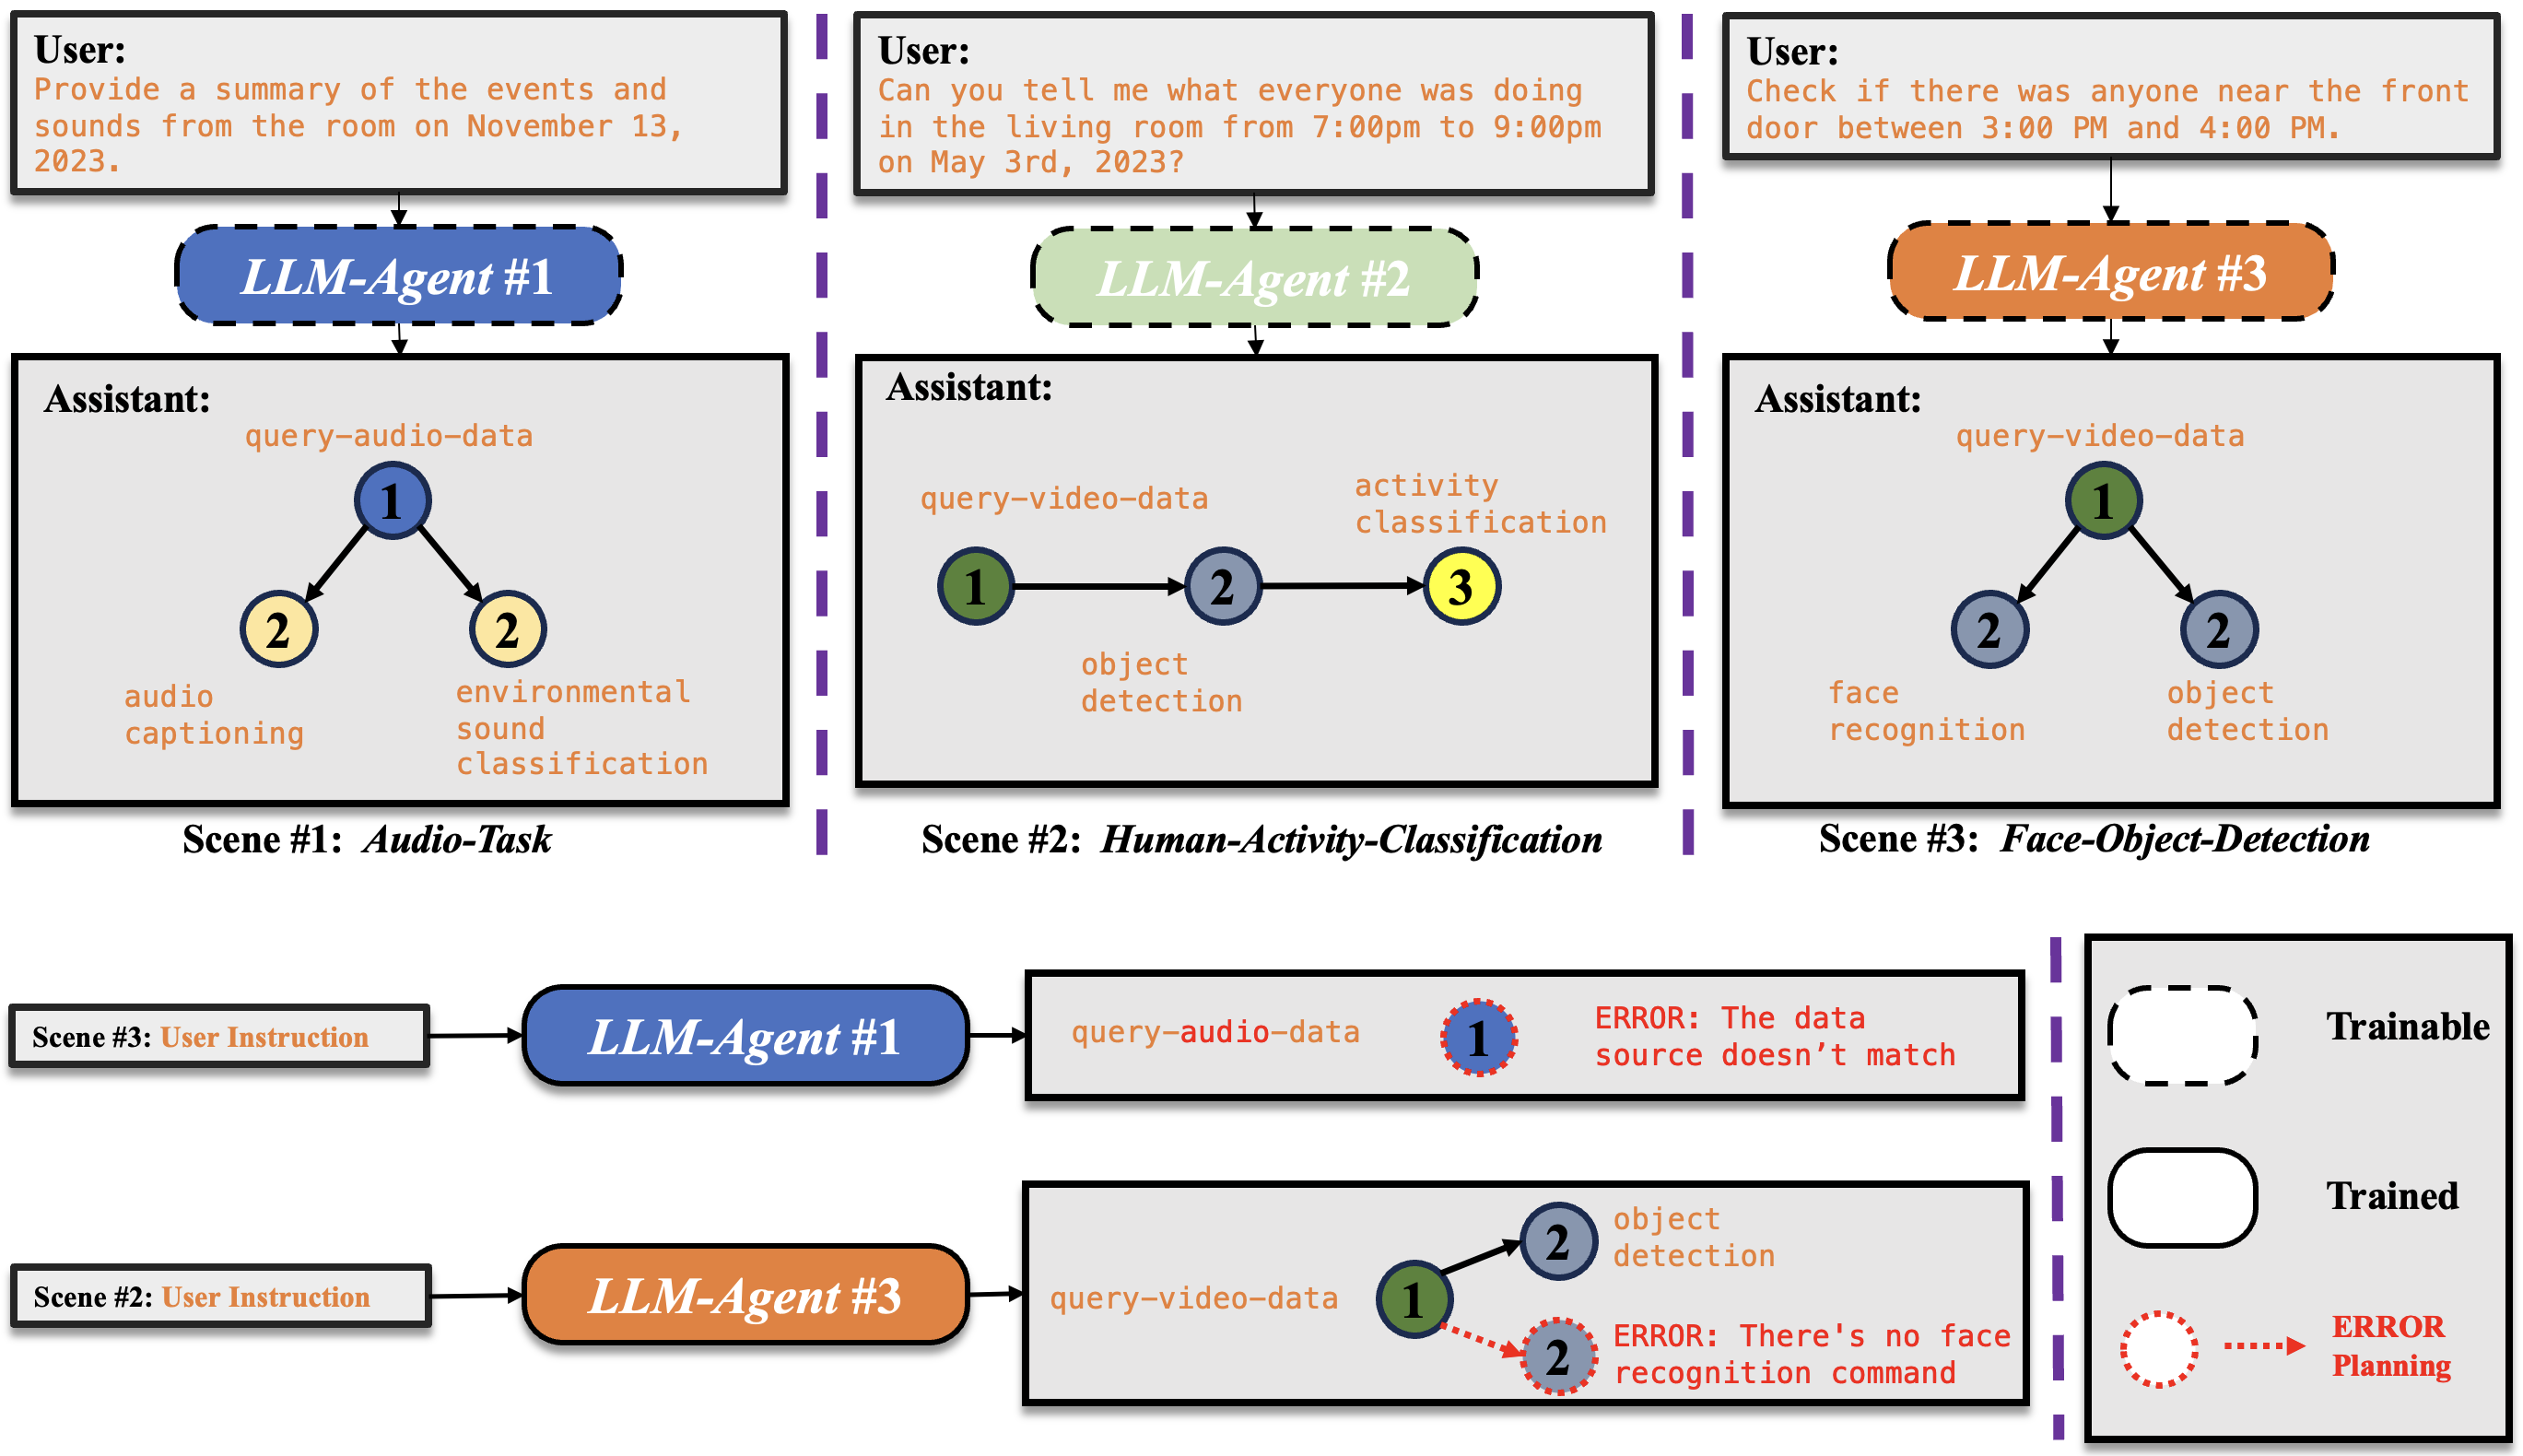 User:
Provide a summary of the events and
sounds from the room on November 13,
2023.
LLM-Agent #1
Assistant:
query-audio-data
1
2
2
audio
captioning
environmental
sound
classification
Scene #1: Audio-Task
User:
Can you tell me what everyone was doing
in the living room from 7:00pm to 9:00pm
on May 3rd, 2023?
LLM-Agent #2
Assistant:
query-video-data
activity
classification
1
2
3
object
detection
Scene #2: Human-Activity-Classification
User:
Check if there was anyone near the front
door between 3:00 PM and 4:00 PM.
LLM-Agent #3
Assistant:
query-video-data
1
2
2
face
recognition
object
detection
Scene #3: Face-Object-Detection
Scene #3: User Instruction
LLM-Agent #1
query-audio-data
1
ERROR: The data
source doesn’t match
Scene #2: User Instruction
LLM-Agent #3
query-video-data
1
2
object
detection
2
ERROR: There's no face
recognition command
Trainable
Trained
ERROR
Planning